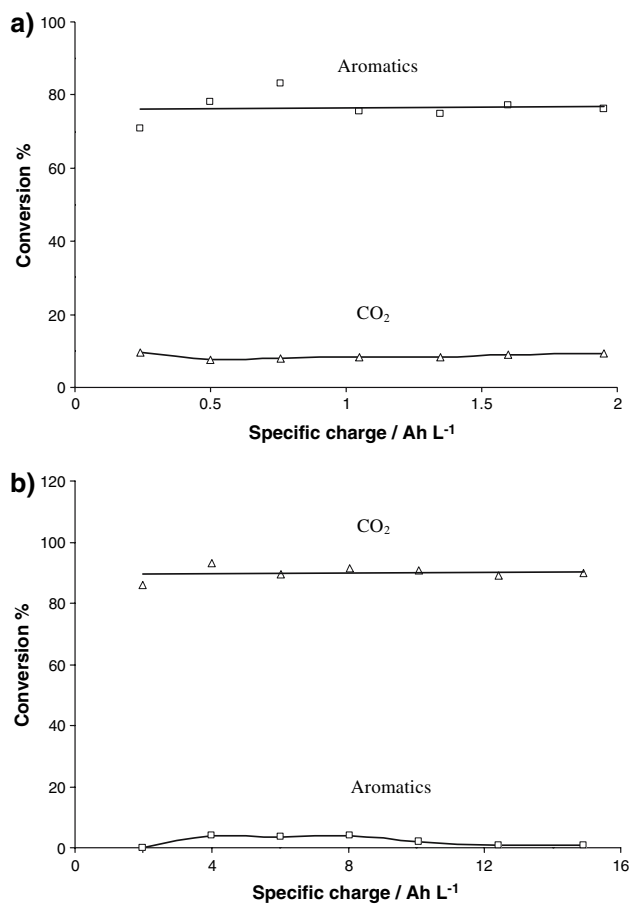 a)
100
80
60
40
20
0
Conversion %
Aromatics
CO₂
0 0.5 1 1.5 2
Specific charge / Ah L⁻¹
b)
120
100
80
60
40
20
0
Conversion %
CO₂
Aromatics
0 4 8 12 16
Specific charge / Ah L⁻¹